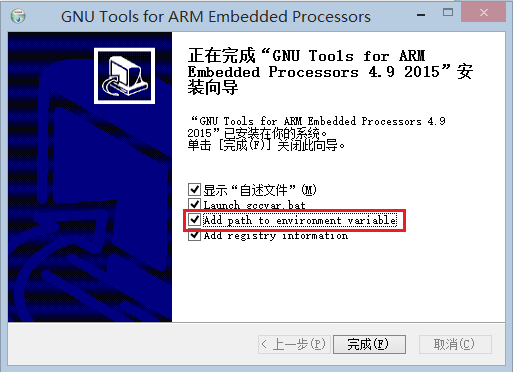 GNU Tools for ARM Embedded Processors
正在完成“GNU Tools for ARM
Embedded Processors 4.9 2015”安
装向导
“GNU Tools for ARM Embedded Processors 4.9
2015”已安装在你的系统。
单击 [完成(F)] 关闭此向导。
显示“自述文件”(M)
Launch gccvar.bat
Add path to environment variable
Add registry information
< 上一步(P)
完成(F)
取消(C)